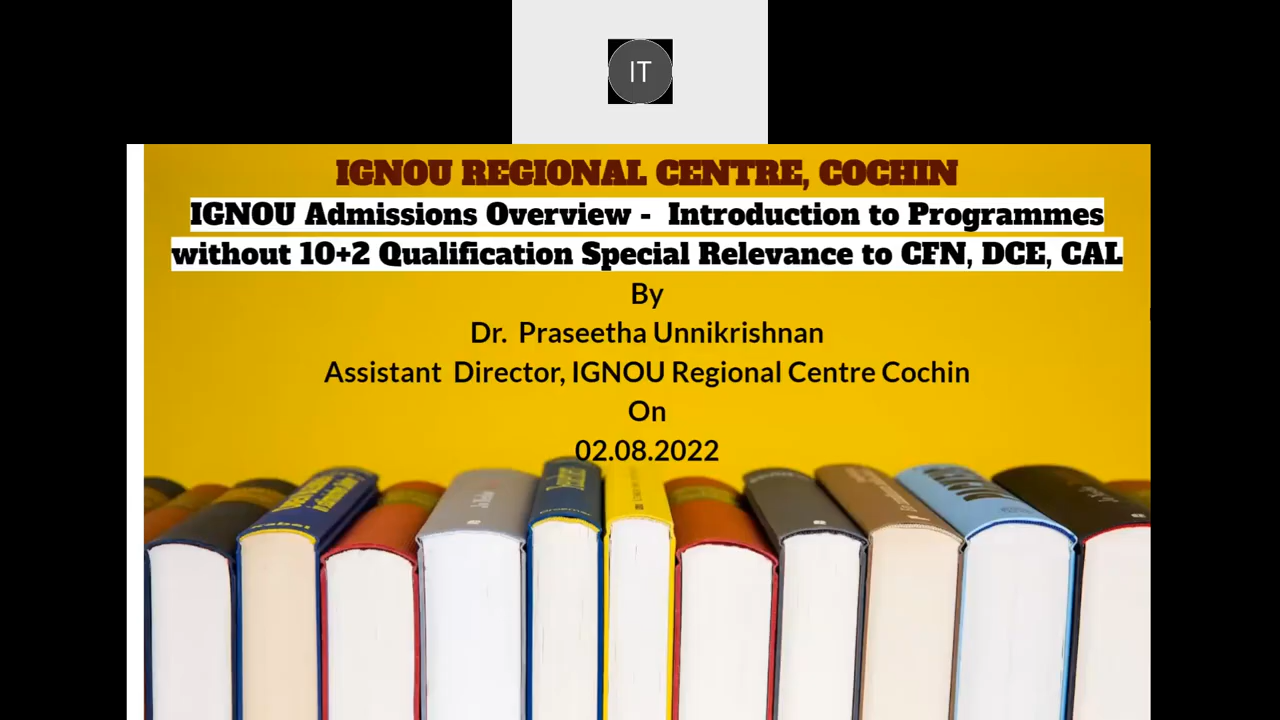 IT
IGNOU REGIONAL CENTRE, COCHIN
IGNOU Admissions Overview - Introduction to Programmes
without 10+2 Qualification Special Relevance to CFN, DCE, CAL
By
Dr. Praseetha Unnikrishnan
Assistant Director, IGNOU Regional Centre Cochin
On
02.08.2022